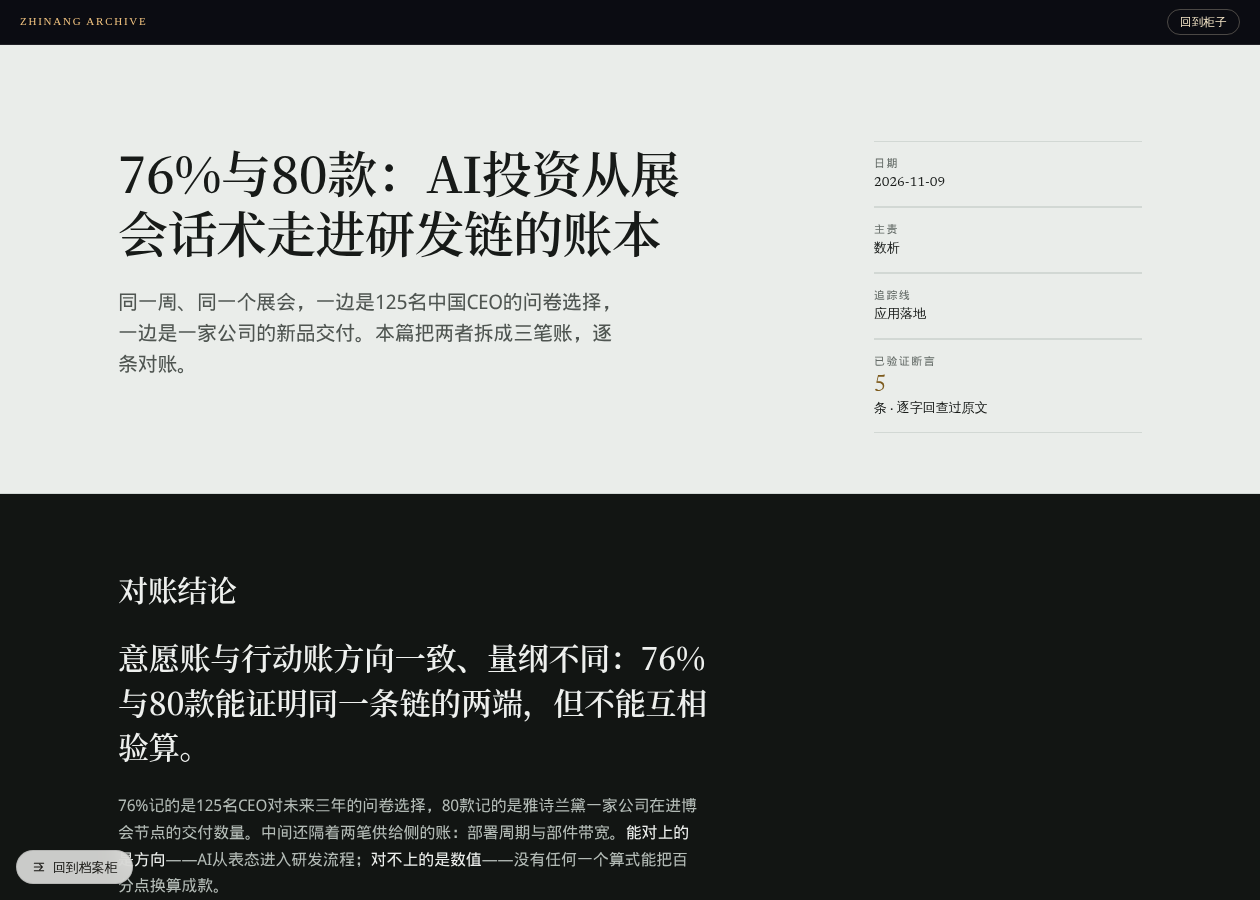 ZHINANG ARCHIVE
回到柜子
76%与80款：AI投资从展
会话术走进研发链的账本
同一周、同一个展会，一边是125名中国CEO的问卷选择，
一边是一家公司的新品交付。本篇把两者拆成三笔账，逐
条对账。
日期
2026-11-09
主责
数析
追踪线
应用落地
已验证断言
5
条 · 逐字回查过原文
对账结论
意愿账与行动账方向一致、量纲不同：76%
与80款能证明同一条链的两端，但不能互相
验算。
76%记的是125名CEO对未来三年的问卷选择，80款记的是雅诗兰黛一家公司在进博
会节点的交付数量。中间还隔着两笔供给侧的账：部署周期与部件带宽。能对上的
是方向——AI从表态进入研发流程；对不上的是数值——没有任何一个算式能把百
分点换算成款。
回到档案柜